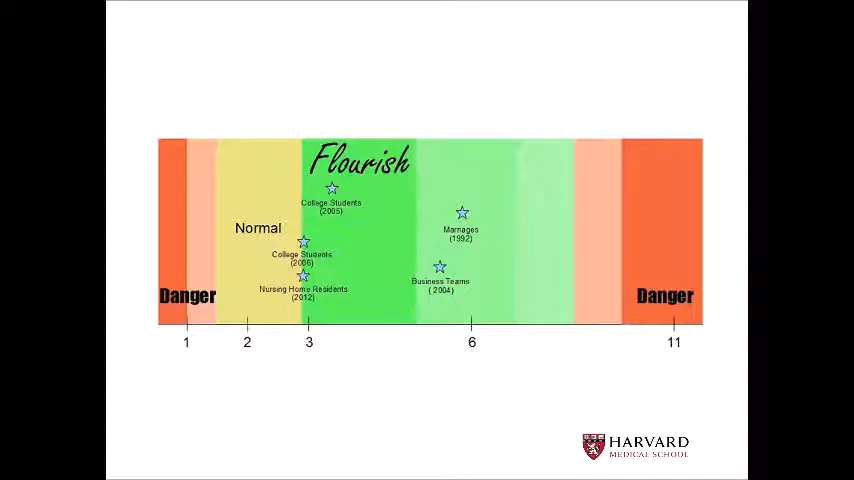 Flourish
College Students
(2005)
Normal
Marriages
(1992)
College Students
(2006)
Business Teams
( 2004)
Nursing Home Residents
(2012)
Danger
Danger
1
2
3
6
11
HARVARD
MEDICAL SCHOOL